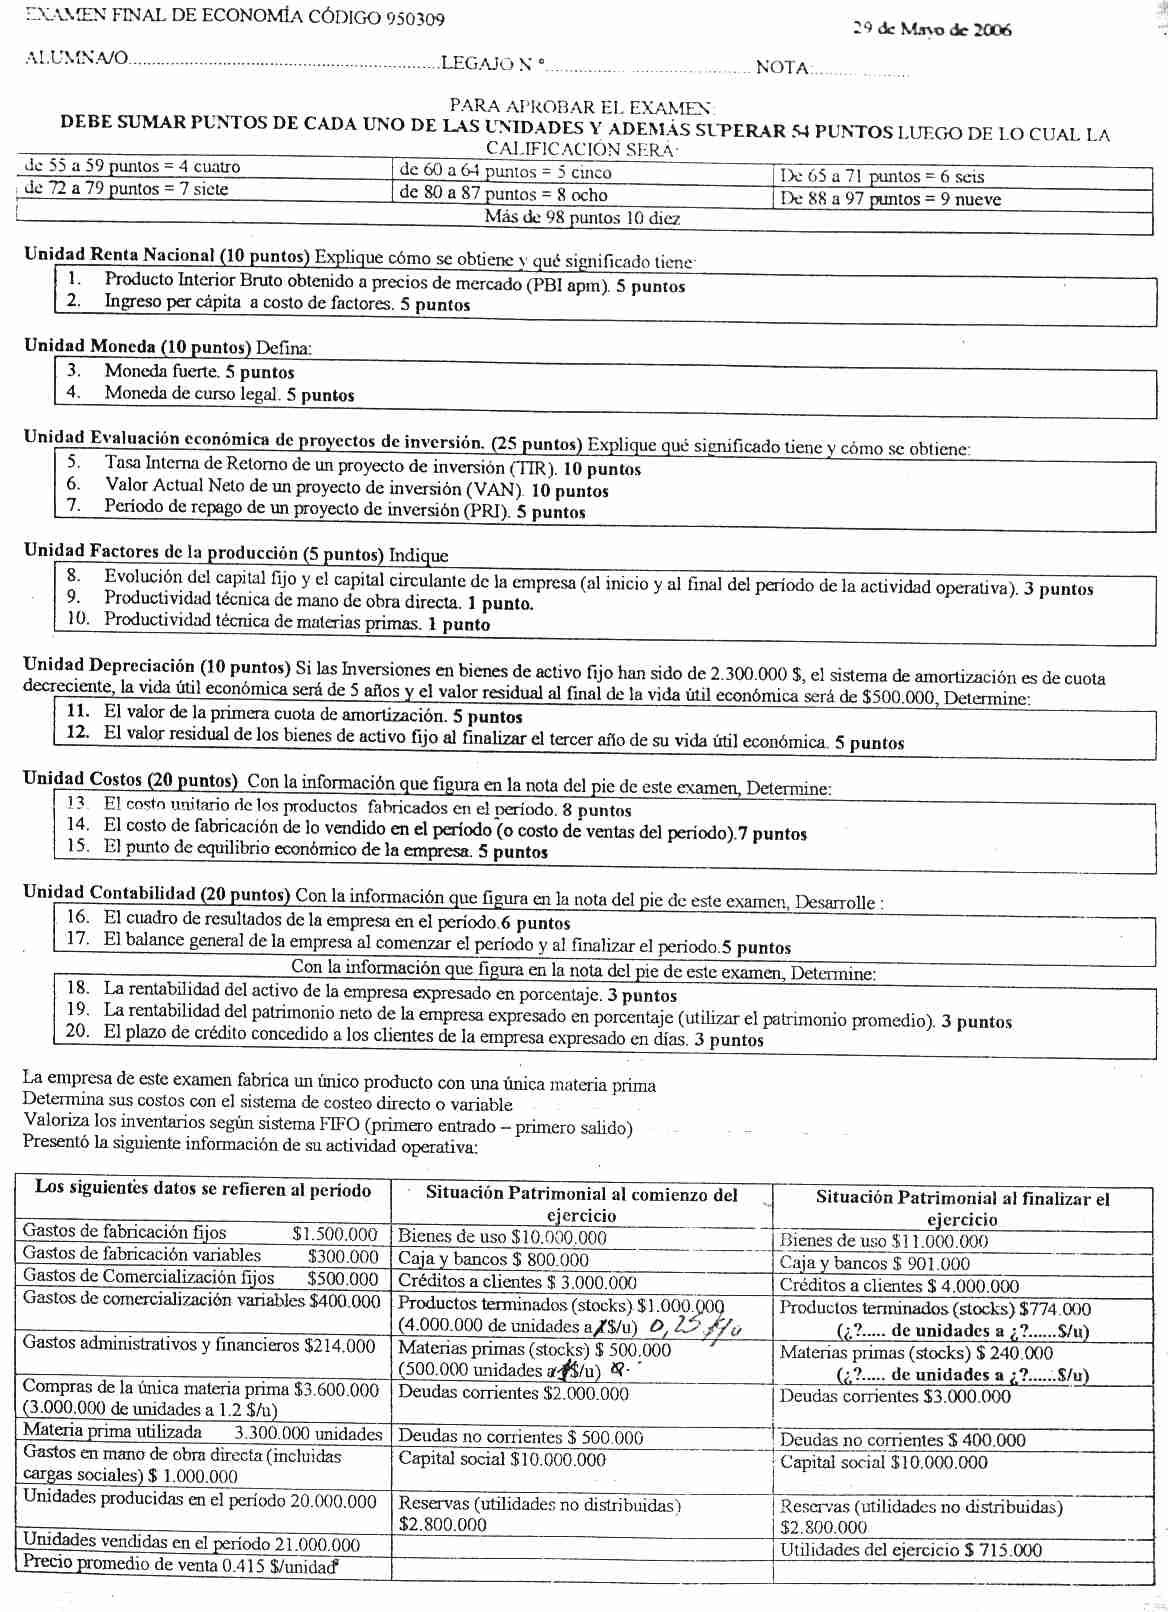 EXAMEN FINAL DE ECONOMÍA CÓDIGO 950309
29 de Mayo de 2006
ALUMNA/O..........................................................LEGAJO N °....................................... NOTA:..................
PARA APROBAR EL EXAMEN:
DEBE SUMAR PUNTOS DE CADA UNO DE LAS UNIDADES Y ADEMÁS SUPERAR 54 PUNTOS LUEGO DE LO CUAL LA
CALIFICACIÓN SERÁ:
de 55 a 59 puntos = 4 cuatro
de 60 a 64 puntos = 5 cinco
De 65 a 71 puntos = 6 seis
de 72 a 79 puntos = 7 siete
de 80 a 87 puntos = 8 ocho
De 88 a 97 puntos = 9 nueve
Más de 98 puntos 10 diez
Unidad Renta Nacional (10 puntos) Explique cómo se obtiene y qué significado tiene:
1. Producto Interior Bruto obtenido a precios de mercado (PBI apm). 5 puntos
2. Ingreso per cápita a costo de factores. 5 puntos
Unidad Moneda (10 puntos) Defina:
3. Moneda fuerte. 5 puntos
4. Moneda de curso legal. 5 puntos
Unidad Evaluación económica de proyectos de inversión. (25 puntos) Explique qué significado tiene y cómo se obtiene:
5. Tasa Interna de Retorno de un proyecto de inversión (TIR). 10 puntos
6. Valor Actual Neto de un proyecto de inversión (VAN). 10 puntos
7. Período de repago de un proyecto de inversión (PRI). 5 puntos
Unidad Factores de la producción (5 puntos) Indique
8. Evolución del capital fijo y el capital circulante de la empresa (al inicio y al final del período de la actividad operativa). 3 puntos
9. Productividad técnica de mano de obra directa. 1 punto.
10. Productividad técnica de materias primas. 1 punto
Unidad Depreciación (10 puntos) Si las Inversiones en bienes de activo fijo han sido de 2.300.000 $, el sistema de amortización es de cuota
decreciente, la vida útil económica será de 5 años y el valor residual al final de la vida útil económica será de $500.000, Determine:
11. El valor de la primera cuota de amortización. 5 puntos
12. El valor residual de los bienes de activo fijo al finalizar el tercer año de su vida útil económica. 5 puntos
Unidad Costos (20 puntos) Con la información que figura en la nota del pie de este examen, Determine:
13. El costo unitario de los productos fabricados en el período. 8 puntos
14. El costo de fabricación de lo vendido en el período (o costo de ventas del período).7 puntos
15. El punto de equilibrio económico de la empresa. 5 puntos
Unidad Contabilidad (20 puntos) Con la información que figura en la nota del pie de este examen, Desarrolle :
16. El cuadro de resultados de la empresa en el período.6 puntos
17. El balance general de la empresa al comenzar el período y al finalizar el período.5 puntos
Con la información que figura en la nota del pie de este examen, Determine:
18. La rentabilidad del activo de la empresa expresado en porcentaje. 3 puntos
19. La rentabilidad del patrimonio neto de la empresa expresado en porcentaje (utilizar el patrimonio promedio). 3 puntos
20. El plazo de crédito concedido a los clientes de la empresa expresado en días. 3 puntos
La empresa de este examen fabrica un único producto con una única materia prima
Determina sus costos con el sistema de costeo directo o variable
Valoriza los inventarios según sistema FIFO (primero entrado – primero salido)
Presentó la siguiente información de su actividad operativa:
Los siguientes datos se refieren al período
Situación Patrimonial al comienzo del
ejercicio
Situación Patrimonial al finalizar el
ejercicio
Gastos de fabricación fijos $1.500.000
Bienes de uso $10.000.000
Bienes de uso $11.000.000
Gastos de fabricación variables $300.000
Caja y bancos $ 800.000
Caja y bancos $ 901.000
Gastos de Comercialización fijos $500.000
Créditos a clientes $ 3.000.000
Créditos a clientes $ 4.000.000
Gastos de comercialización variables $400.000
Productos terminados (stocks) $1.000.000
(4.000.000 de unidades a $/u) 0,25 $/u
Productos terminados (stocks) $774.000
(¿?..... de unidades a ¿?......$/u)
Gastos administrativos y financieros $214.000
Materias primas (stocks) $ 500.000
(500.000 unidades a 1$/u)
Materias primas (stocks) $ 240.000
(¿?..... de unidades a ¿?......$/u)
Compras de la única materia prima $3.600.000
(3.000.000 de unidades a 1.2 $/u)
Deudas corrientes $2.000.000
Deudas corrientes $3.000.000
Materia prima utilizada 3.300.000 unidades
Deudas no corrientes $ 500.000
Deudas no corrientes $ 400.000
Gastos en mano de obra directa (incluidas
cargas sociales) $ 1.000.000
Capital social $10.000.000
Capital social $10.000.000
Unidades producidas en el período 20.000.000
Reservas (utilidades no distribuidas)
$2.800.000
Reservas (utilidades no distribuidas)
$2.800.000
Unidades vendidas en el período 21.000.000
Utilidades del ejercicio $ 715.000
Precio promedio de venta 0.415 $/unidad